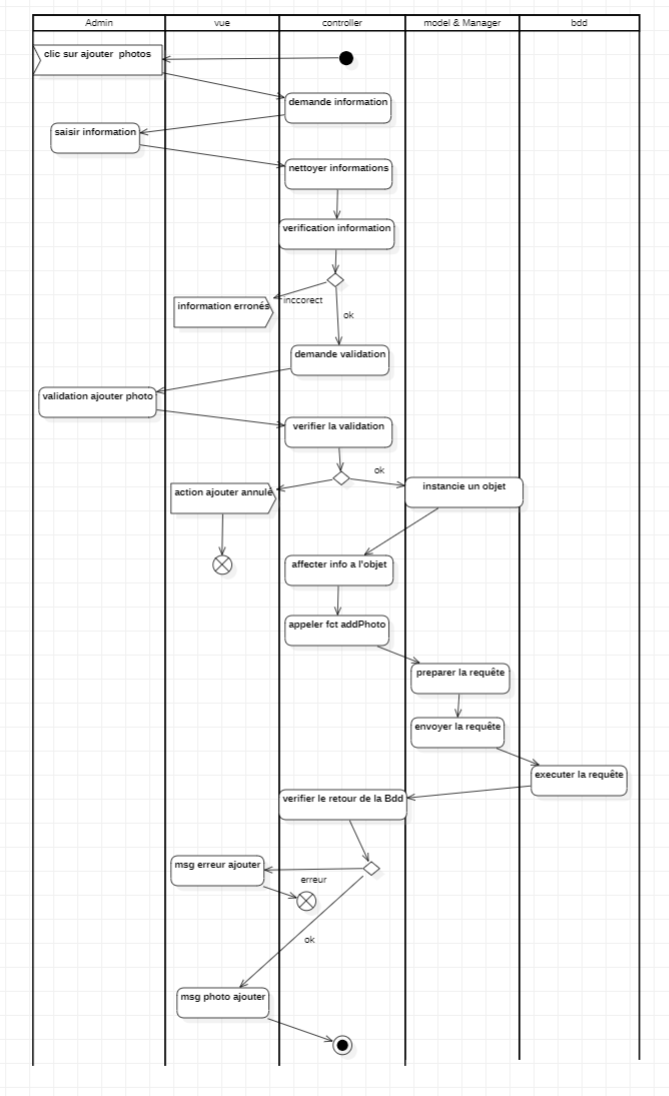 Admin
vue
controller
model & Manager
bdd
clic sur ajouter photos
demande information
saisir information
nettoyer informations
verification information
inccorect
information erronés
ok
demande validation
validation ajouter photo
verifier la validation
ok
instancie un objet
action ajouter annulé
affecter info a l'objet
appeler fct addPhoto
preparer la requête
envoyer la requête
executer la requête
verifier le retour de la Bdd
msg erreur ajouter
erreur
ok
msg photo ajouter